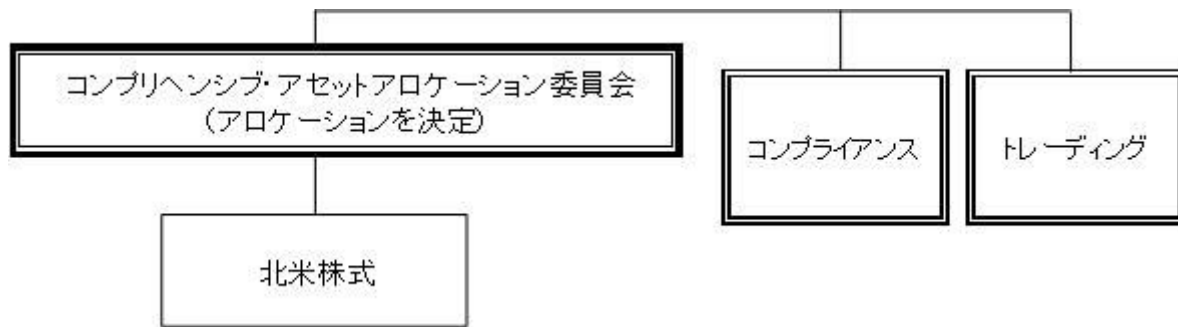 コンプリヘンシブ・アセットアロケーション委員会
(アロケーションを決定)
コンプライアンス
トレーディング
北米株式